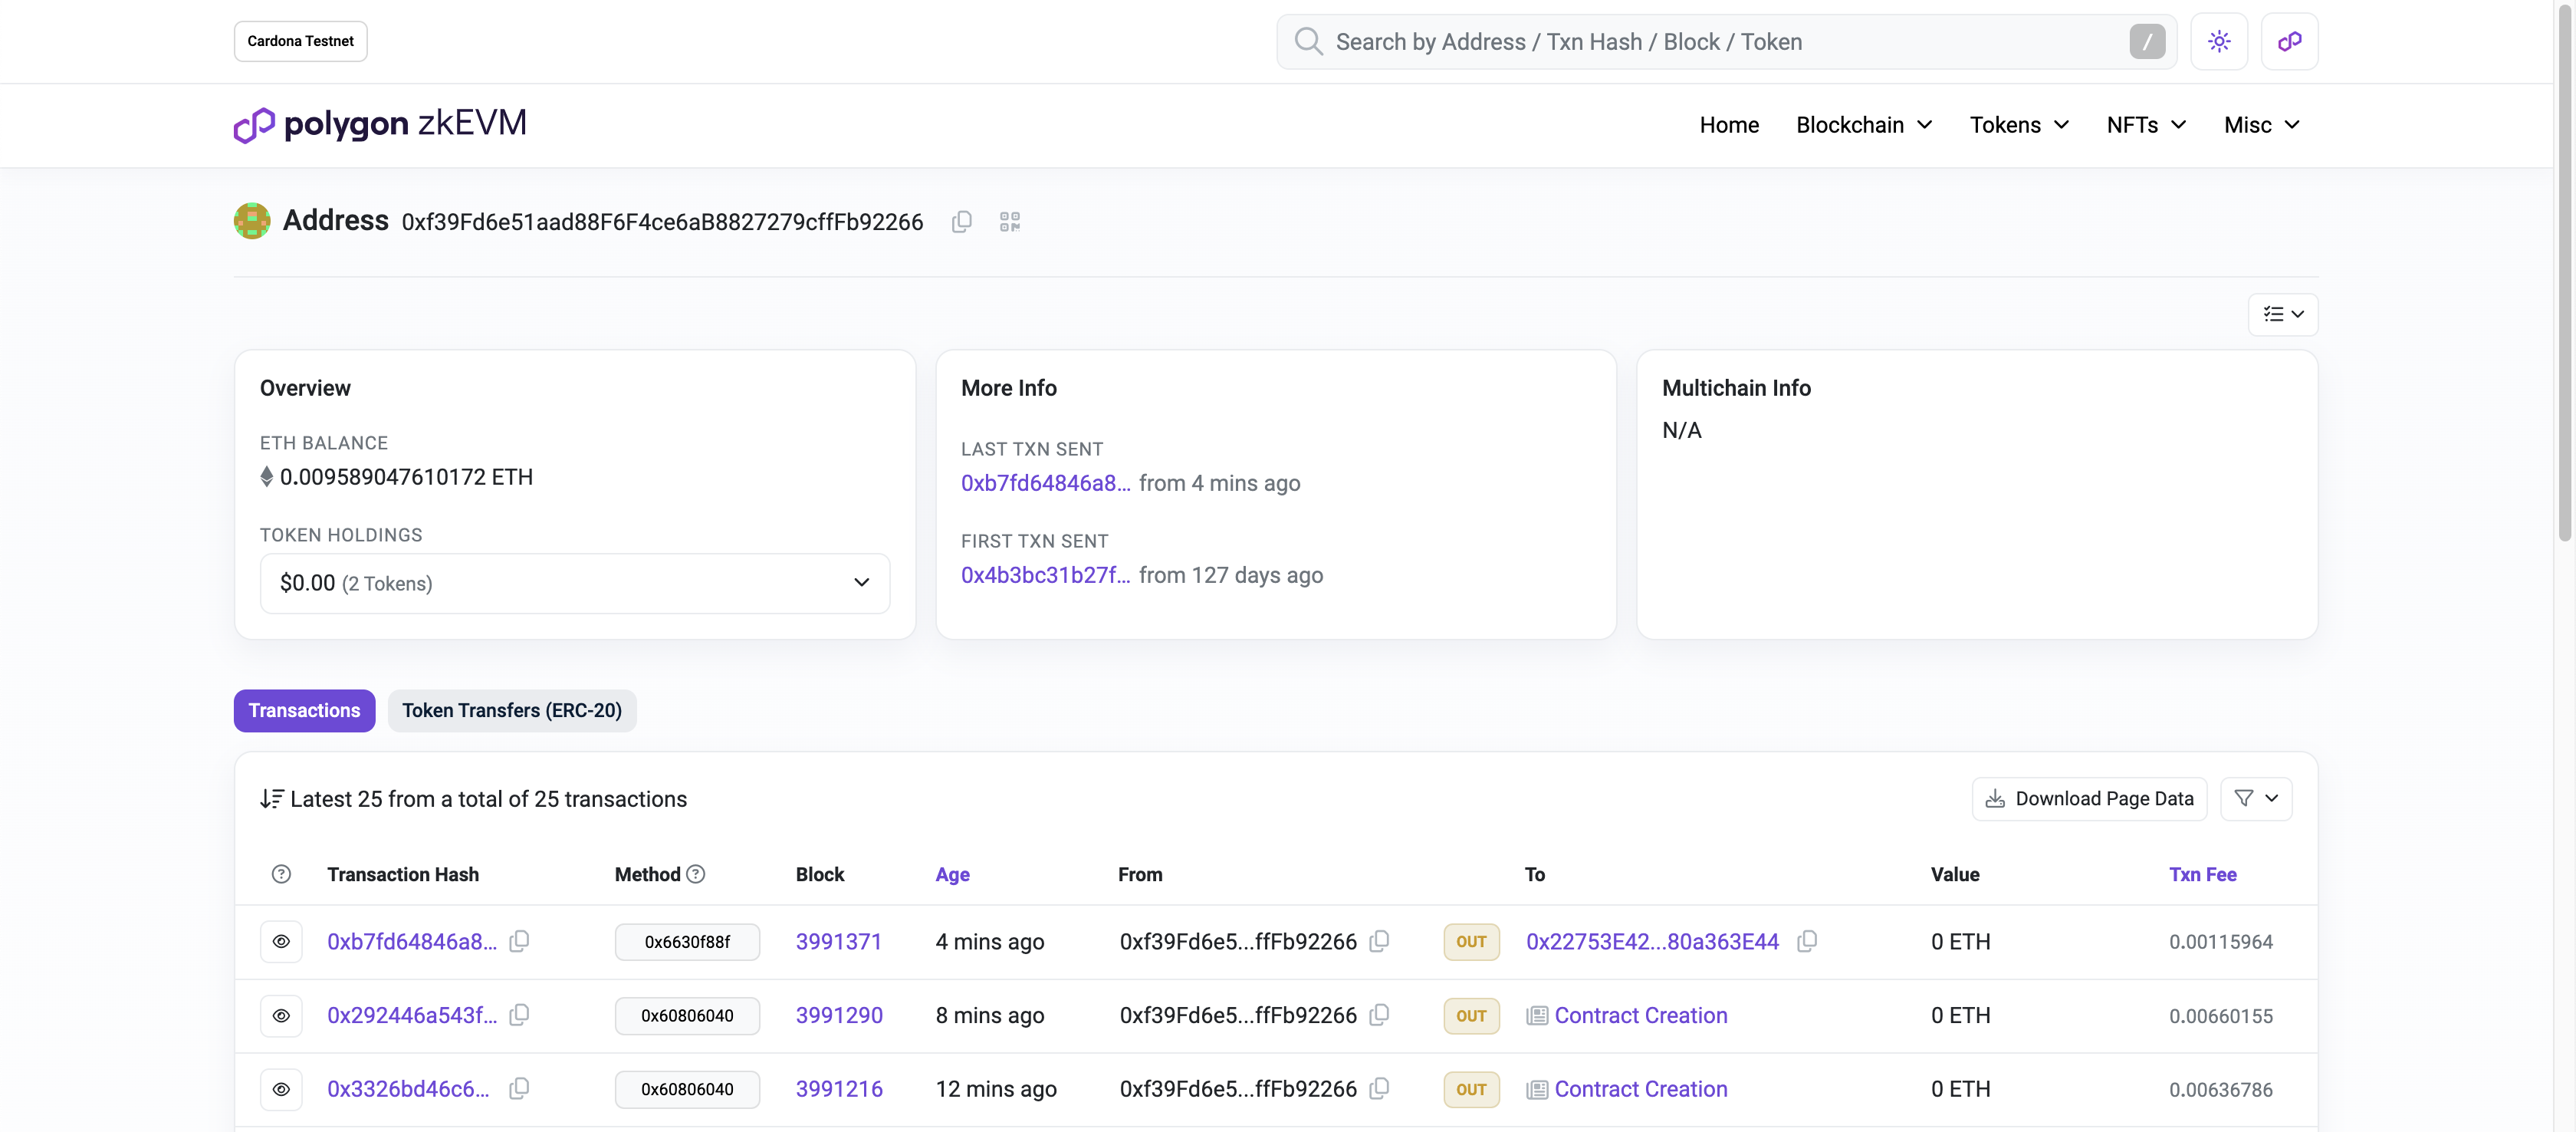 Cardona Testnet
Search by Address / Txn Hash / Block / Token
/
polygon zkEVM
Home Blockchain Tokens NFTs Misc
Address 0xf39Fd6e51aad88F6F4ce6aB8827279cffFb92266
Overview
ETH BALANCE
0.009589047610172 ETH
TOKEN HOLDINGS
$0.00 (2 Tokens)
More Info
LAST TXN SENT
0xb7fd64846a8... from 4 mins ago
FIRST TXN SENT
0x4b3bc31b27f... from 127 days ago
Multichain Info
N/A
Transactions Token Transfers (ERC-20)
Latest 25 from a total of 25 transactions
Download Page Data
? Transaction Hash Method ? Block Age From To Value Txn Fee
0xb7fd64846a8... 0x6630f88f 3991371 4 mins ago 0xf39Fd6e5...ffFb92266 OUT 0x22753E42...80a363E44 0 ETH 0.00115964
0x292446a543f... 0x60806040 3991290 8 mins ago 0xf39Fd6e5...ffFb92266 OUT Contract Creation 0 ETH 0.00660155
0x3326bd46c6... 0x60806040 3991216 12 mins ago 0xf39Fd6e5...ffFb92266 OUT Contract Creation 0 ETH 0.00636786